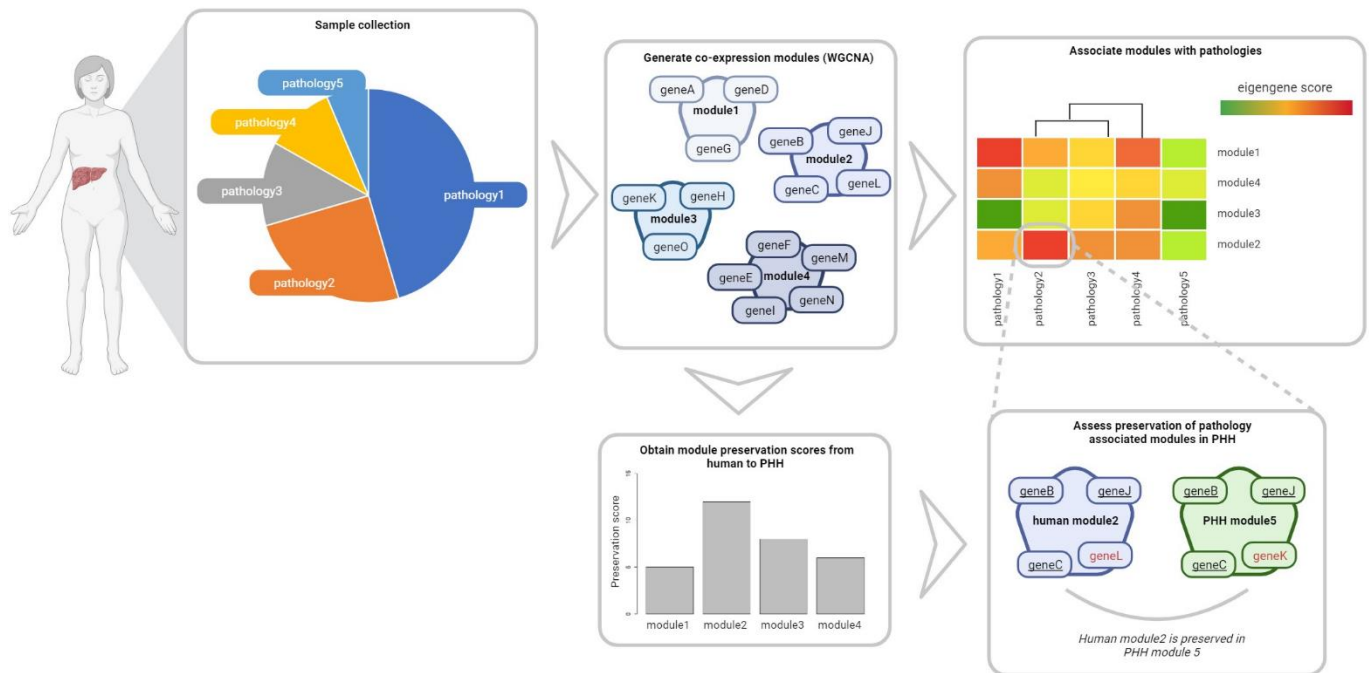 Sample collection
pathology5
pathology4
pathology3
pathology1
pathology2
Generate co-expression modules (WGCNA)
geneA
geneD
module1
geneG
geneB
geneJ
module2
geneC
geneL
geneK
geneH
module3
geneO
geneF
geneM
module4
geneE
geneN
geneI
Associate modules with pathologies
eigengene score
module1
module4
module3
module2
pathology1
pathology2
pathology3
pathology4
pathology5
Obtain module preservation scores from
human to PHH
Preservation score
15
10
5
0
module1
module2
module3
module4
Assess preservation of pathology
associated modules in PHH
geneB
geneJ
human module2
geneC
geneL
geneB
geneJ
PHH module5
geneC
geneK
Human module2 is preserved in
PHH module 5